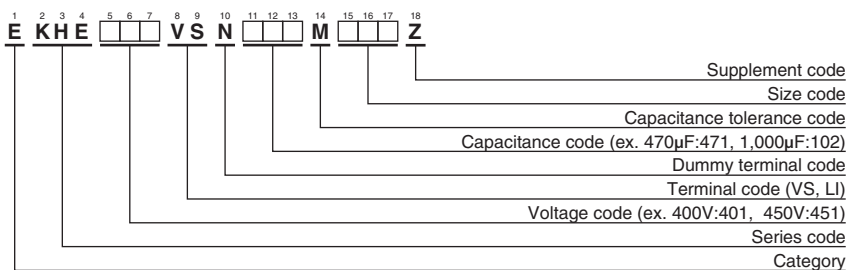 1 2 3 4 5 6 7 8 9 10 11 12 13 14 15 16 17 18
E KHE □□□ VS N □□□ M □□□ Z
Supplement code
Size code
Capacitance tolerance code
Capacitance code (ex. 470µF:471, 1,000µF:102)
Dummy terminal code
Terminal code (VS, LI)
Voltage code (ex. 400V:401, 450V:451)
Series code
Category